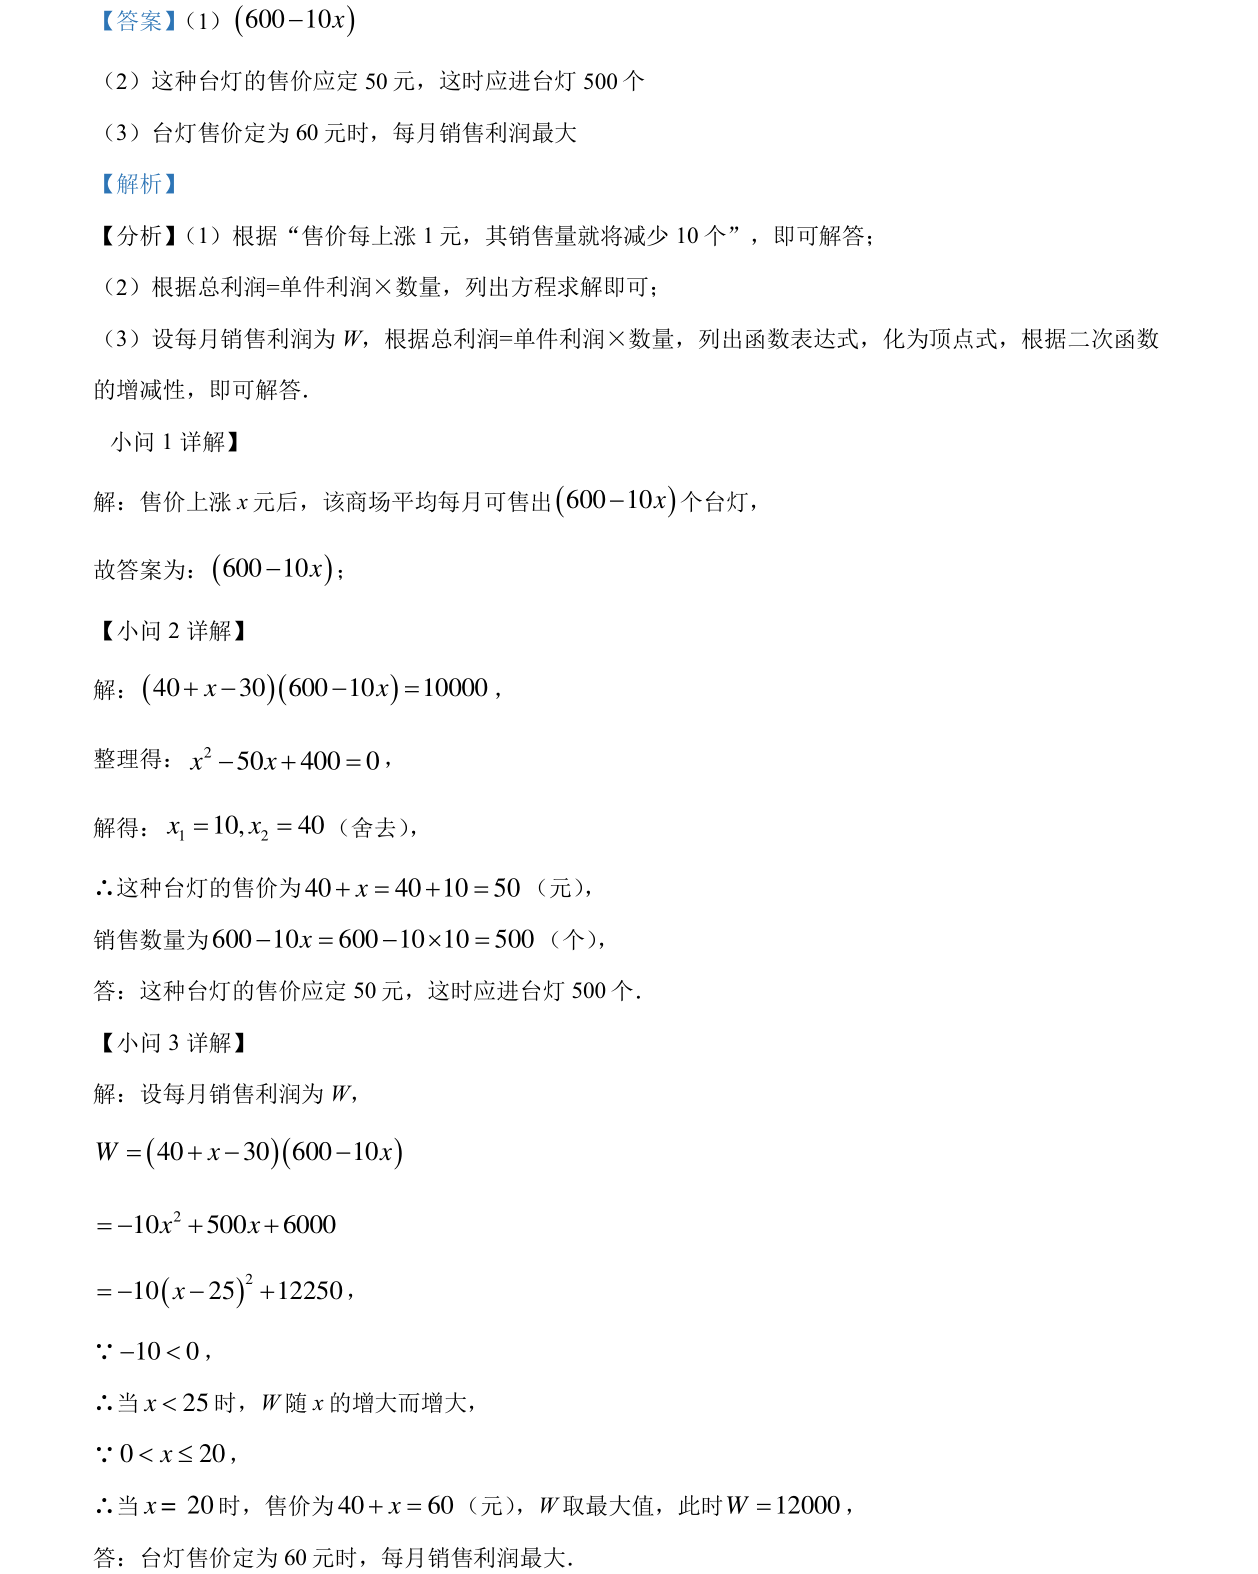 【答案】（1）(600−10x)
（2）这种台灯的售价应定 50 元，这时应进台灯 500 个
（3）台灯售价定为 60 元时，每月销售利润最大
【解析】
【分析】（1）根据“售价每上涨 1 元，其销售量就将减少 10 个”，即可解答；
（2）根据总利润=单件利润×数量，列出方程求解即可；
（3）设每月销售利润为 W，根据总利润=单件利润×数量，列出函数表达式，化为顶点式，根据二次函数
的增减性，即可解答．
小问 1 详解】
解：售价上涨 x 元后，该商场平均每月可售出(600−10x)个台灯，
故答案为：(600−10x)；
【小问 2 详解】
解：(40+x−30)(600−10x)=10000，
整理得：x²−50x+400=0，
解得：x₁=10, x₂=40（舍去），
∴这种台灯的售价为40+x=40+10=50（元），
销售数量为600−10x=600−10×10=500（个），
答：这种台灯的售价应定 50 元，这时应进台灯 500 个．
【小问 3 详解】
解：设每月销售利润为 W，
W=(40+x−30)(600−10x)
=−10x²+500x+6000
=−10(x−25)²+12250，
∵−10<0，
∴当x<25时，W 随 x 的增大而增大，
∵0<x≤20，
∴当x= 20时，售价为40+x=60（元），W 取最大值，此时W=12000，
答：台灯售价定为 60 元时，每月销售利润最大．